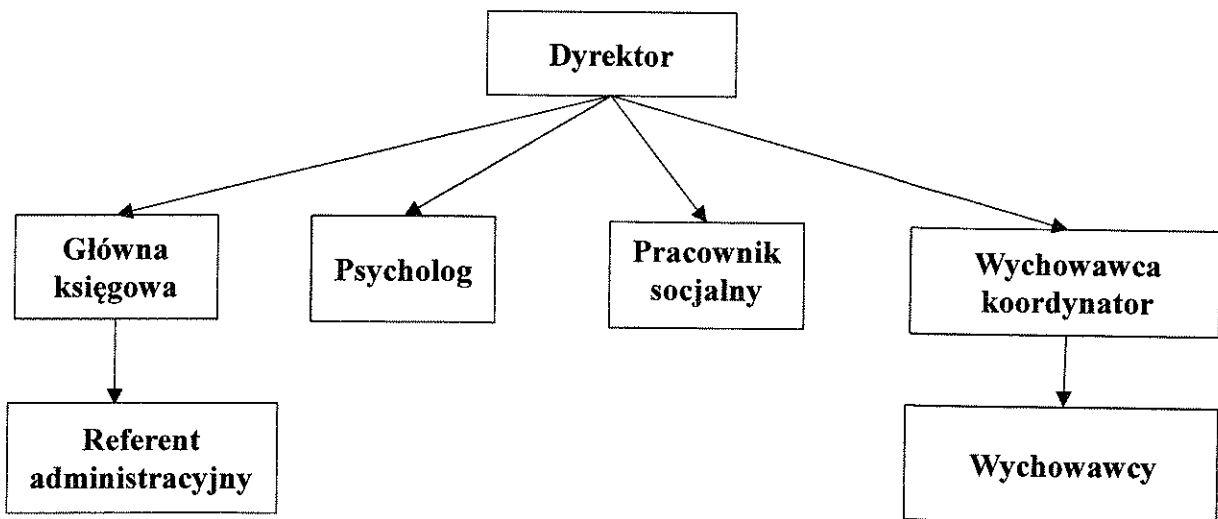 Dyrektor
Główna
księgowa
Psycholog
Pracownik
socjalny
Wychowawca
koordynator
Referent
administracyjny
Wychowawcy